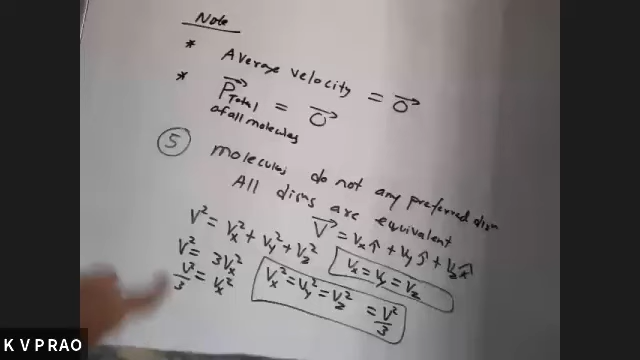 Note
* Average velocity = 0
* P Total = 0
of all molecules
5 molecules do not any preferred dirn
All dirns are equivalent
V² = Vx² + Vy² + Vz² V = Vx î + Vy ĵ + Vz k̂
V² = 3Vx² Vx = Vy = Vz
V²/3 = Vx² Vx² = Vy² = Vz² = V²/3
K V P RAO